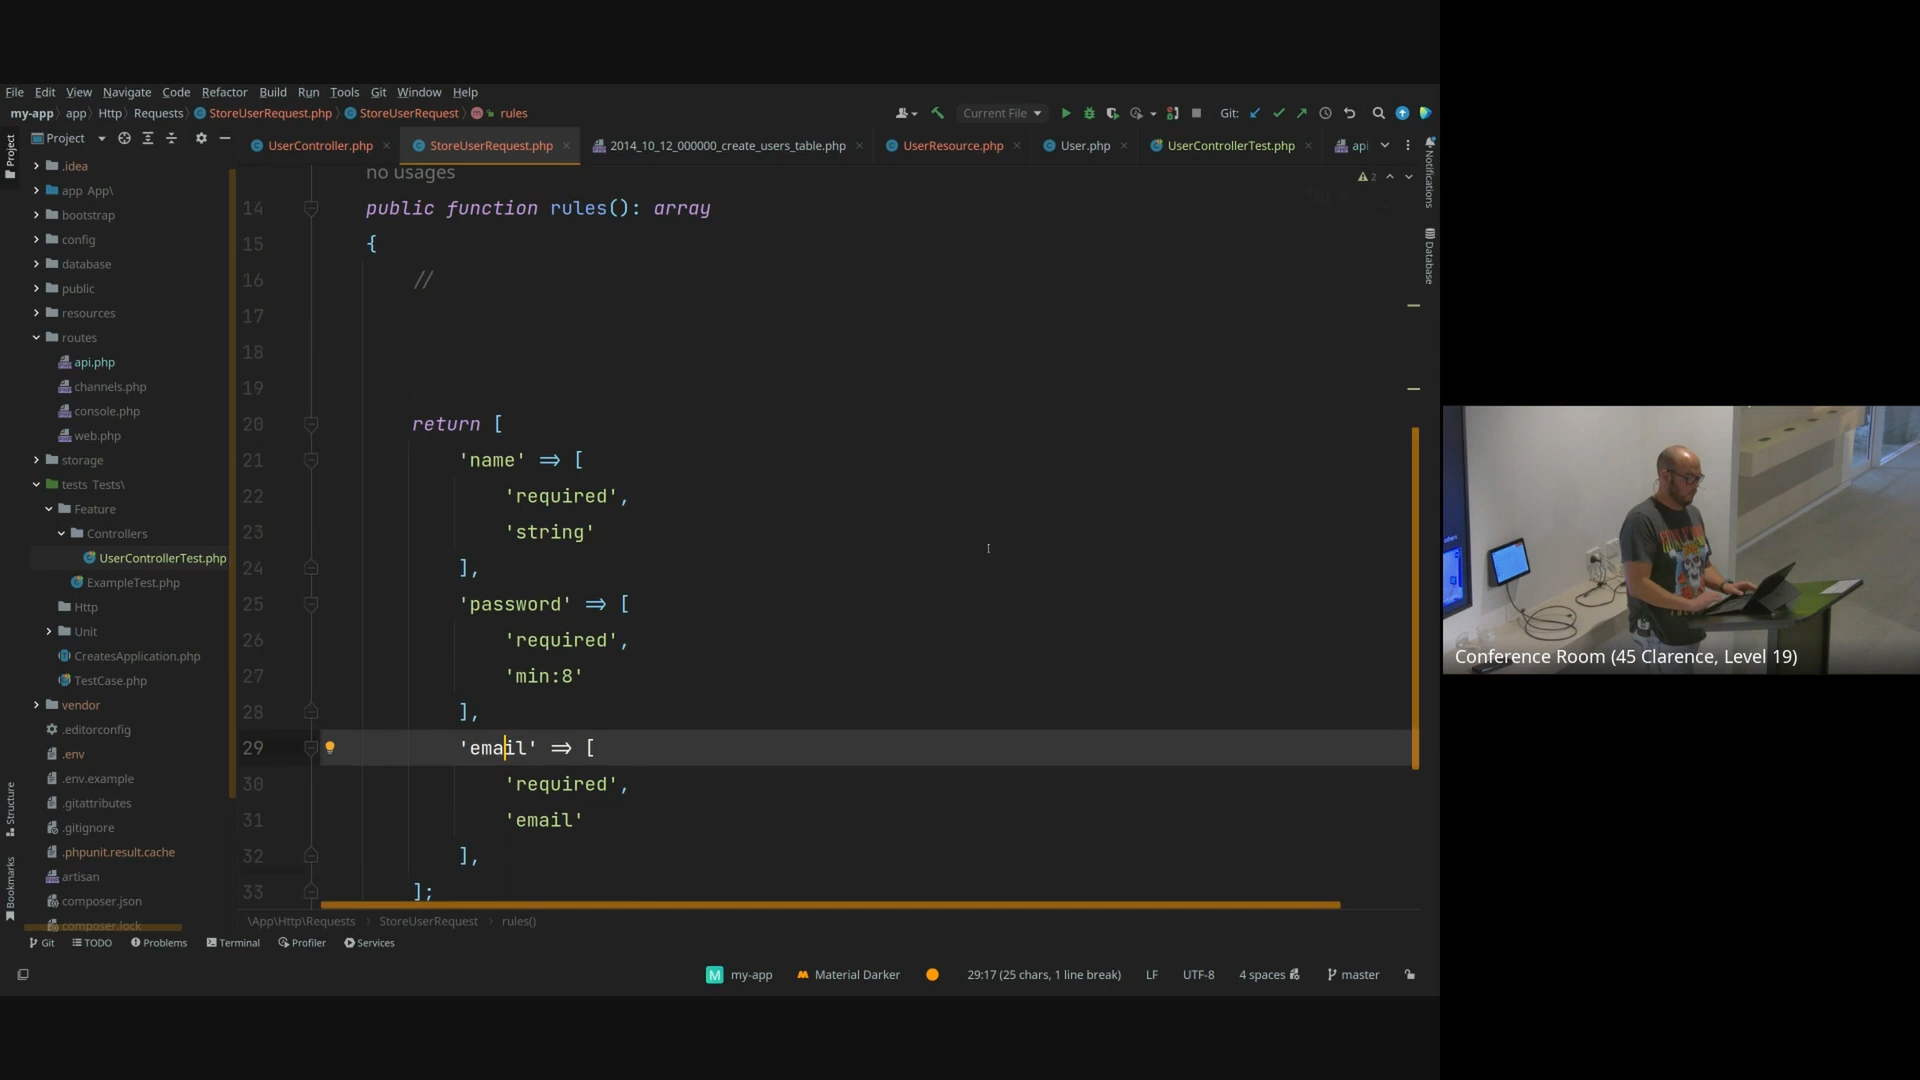 File Edit View Navigate Code Refactor Build Run Tools Git Window Help
my-app app Http Requests StoreUserRequest.php StoreUserRequest rules
Current File Git:
Project
UserController.php StoreUserRequest.php 2014_10_12_000000_create_users_table.php UserResource.php User.php UserControllerTest.php api
Project
.idea
app App\
bootstrap
config
database
public
resources
routes
api.php
channels.php
console.php
web.php
storage
tests Tests\
Feature
Controllers
UserControllerTest.php
ExampleTest.php
Http
Unit
CreatesApplication.php
TestCase.php
vendor
.editorconfig
.env
.env.example
.gitattributes
.gitignore
.phpunit.result.cache
artisan
composer.json
composer.lock
Structure
Bookmarks
no usages
2
14 public function rules(): array
15 {
16 //
17
18
19
20 return [
21 'name' => [
22 'required',
23 'string'
24 ],
25 'password' => [
26 'required',
27 'min:8'
28 ],
29 'email' => [
30 'required',
31 'email'
32 ],
33 ];
Notifications
Database
\App\Http\Requests StoreUserRequest rules()
Git TODO Problems Terminal Profiler Services
M my-app Material Darker 29:17 (25 chars, 1 line break) LF UTF-8 4 spaces master
Conference Room (45 Clarence, Level 19)